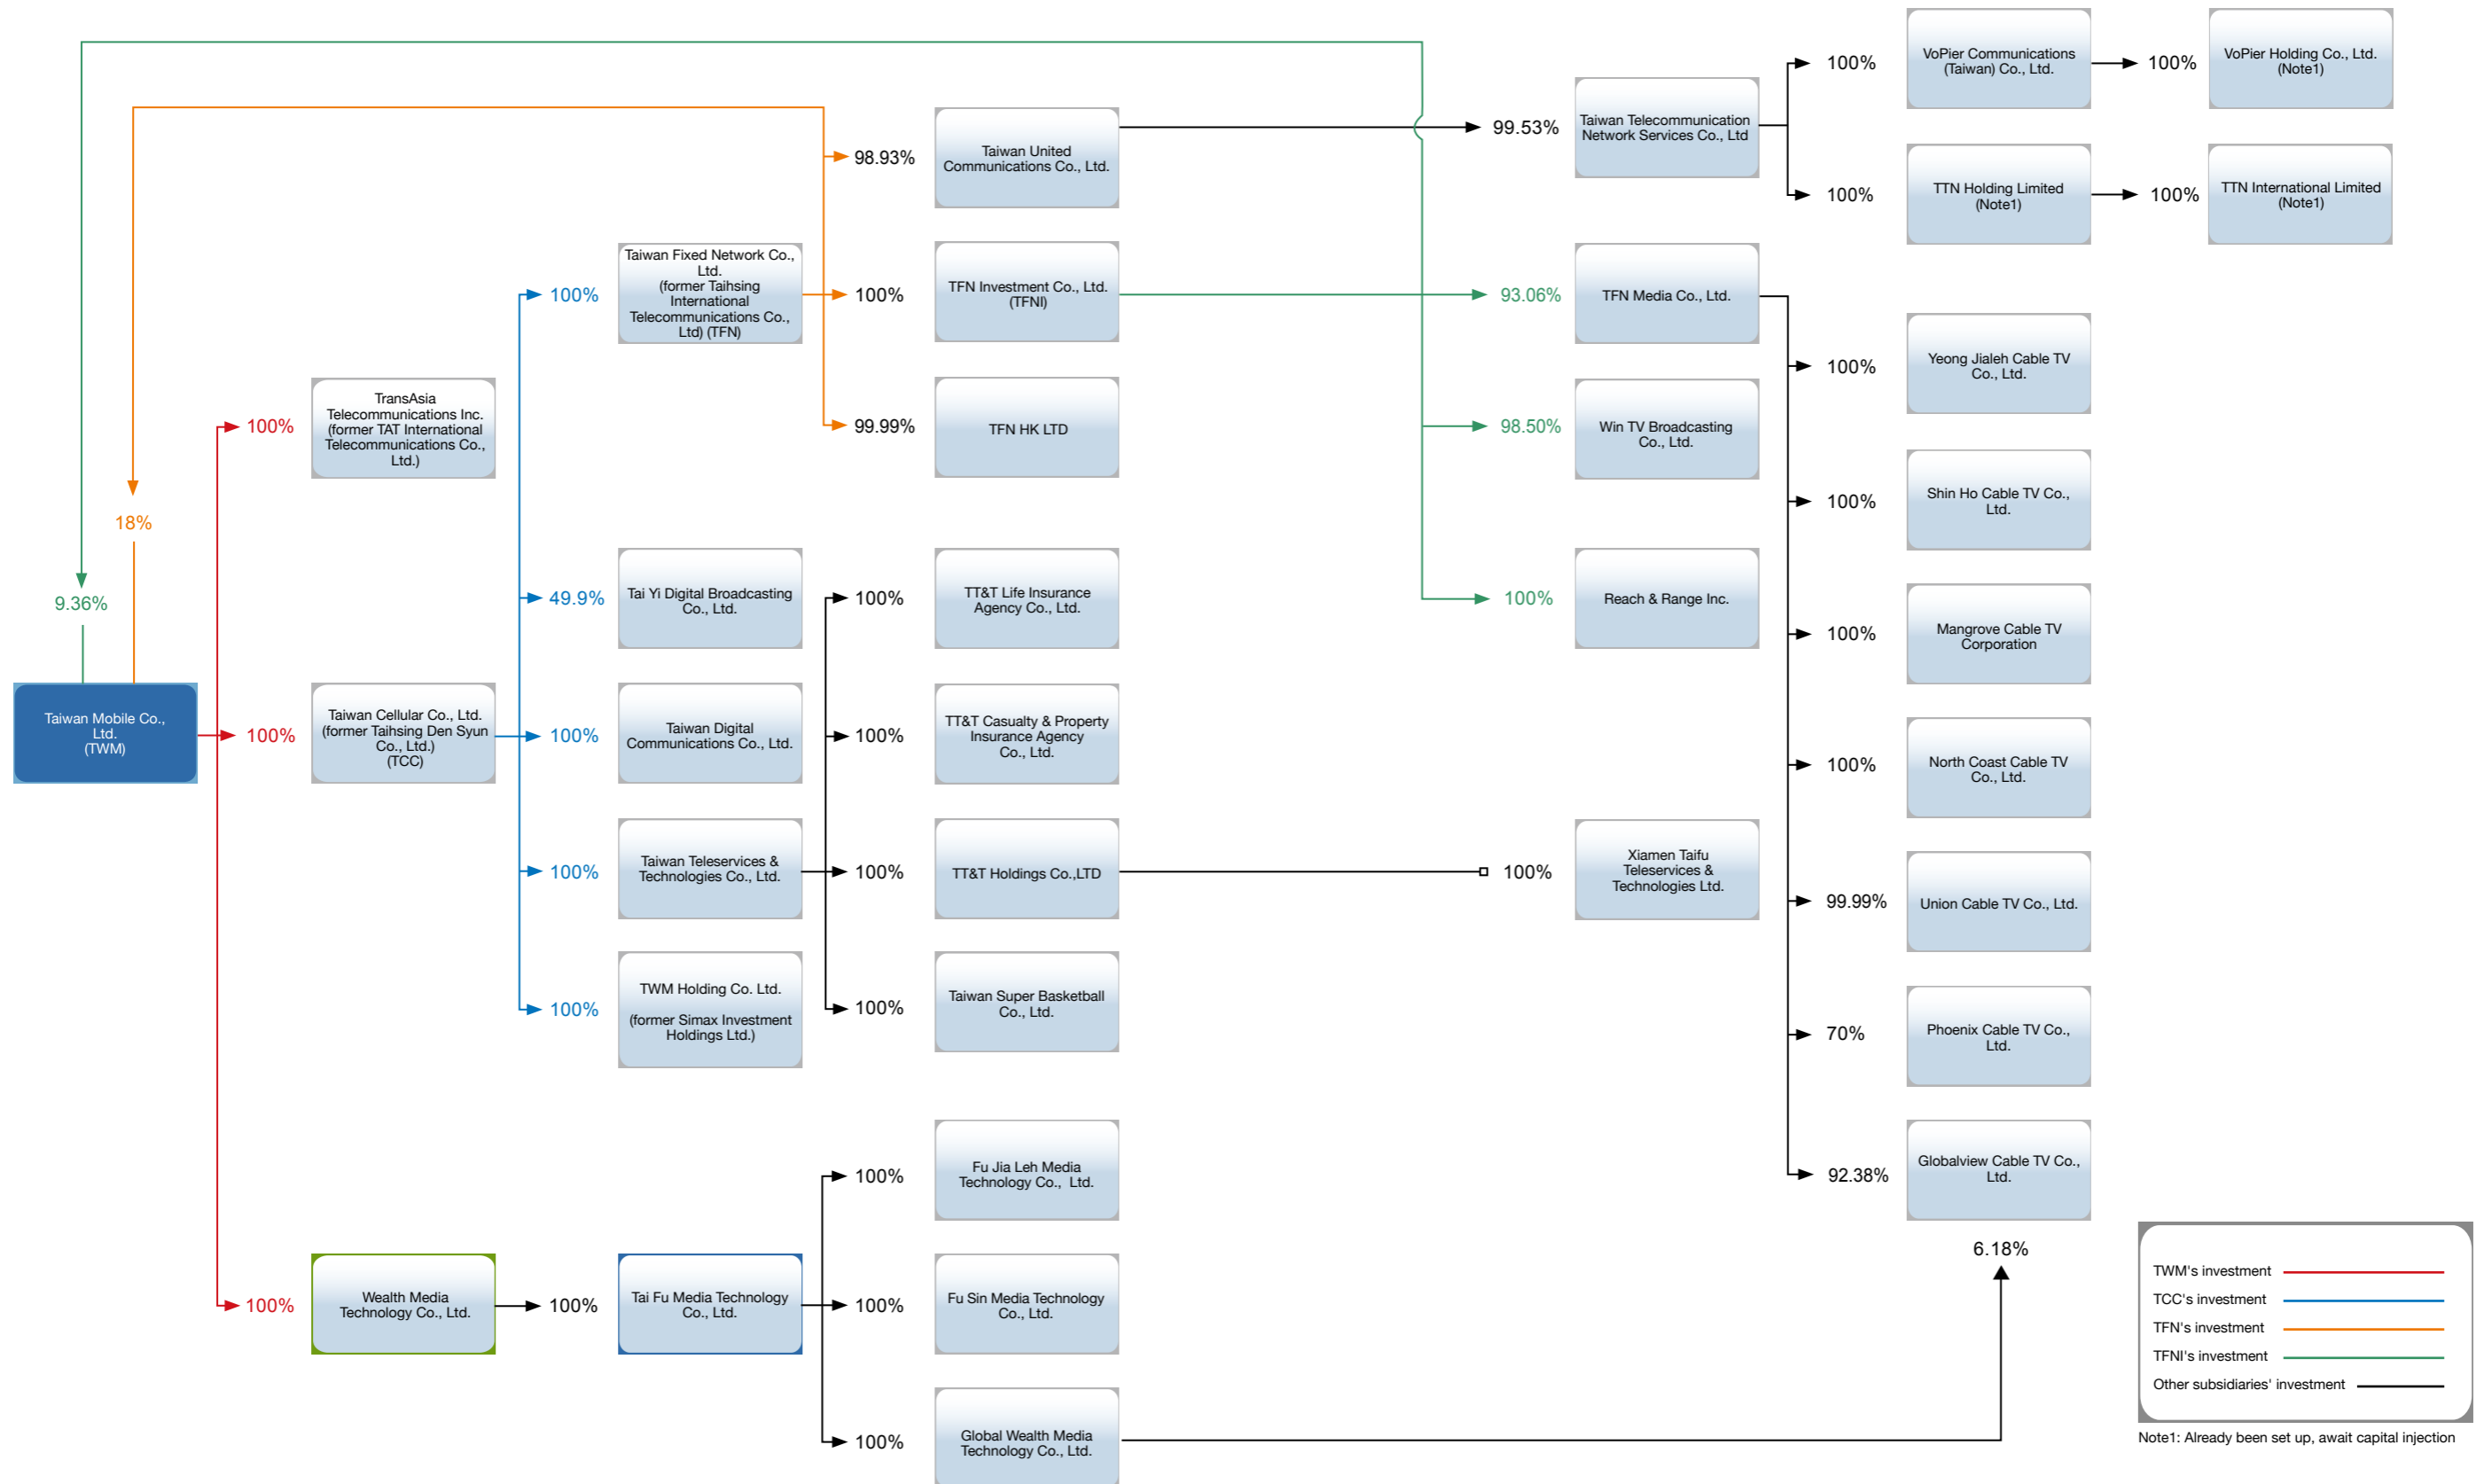 Taiwan Mobile Co.,
Ltd.
(TWM)
9.36%
18%
100%
TransAsia
Telecommunications Inc.
(former TAT International
Telecommunications Co.,
Ltd.)
100%
Taiwan Cellular Co., Ltd.
(former Taihsing Den Syun
Co., Ltd.)
(TCC)
100%
Wealth Media
Technology Co., Ltd.
100%
Taiwan Fixed Network Co.,
Ltd.
(former Taihsing
International
Telecommunications Co.,
Ltd) (TFN)
49.9%
Tai Yi Digital Broadcasting
Co., Ltd.
100%
Taiwan Digital
Communications Co., Ltd.
100%
Taiwan Teleservices &
Technologies Co., Ltd.
100%
TWM Holding Co. Ltd.
(former Simax Investment
Holdings Ltd.)
100%
Tai Fu Media Technology
Co., Ltd.
98.93%
Taiwan United
Communications Co., Ltd.
100%
TFN Investment Co., Ltd.
(TFNI)
99.99%
TFN HK LTD
100%
TT&T Life Insurance
Agency Co., Ltd.
100%
TT&T Casualty & Property
Insurance Agency
Co., Ltd.
100%
TT&T Holdings Co.,LTD
100%
Taiwan Super Basketball
Co., Ltd.
100%
Fu Jia Leh Media
Technology Co., Ltd.
100%
Fu Sin Media Technology
Co., Ltd.
100%
Global Wealth Media
Technology Co., Ltd.
99.53%
Taiwan Telecommunication
Network Services Co., Ltd
93.06%
TFN Media Co., Ltd.
98.50%
Win TV Broadcasting
Co., Ltd.
100%
Reach & Range Inc.
100%
Xiamen Taifu
Teleservices &
Technologies Ltd.
100%
VoPier Communications
(Taiwan) Co., Ltd.
100%
VoPier Holding Co., Ltd.
(Note1)
100%
TTN Holding Limited
(Note1)
100%
TTN International Limited
(Note1)
100%
Yeong Jialeh Cable TV
Co., Ltd.
100%
Shin Ho Cable TV Co.,
Ltd.
100%
Mangrove Cable TV
Corporation
100%
North Coast Cable TV
Co., Ltd.
99.99%
Union Cable TV Co., Ltd.
70%
Phoenix Cable TV Co.,
Ltd.
92.38%
Globalview Cable TV Co.,
Ltd.
6.18%
TWM's investment
TCC's investment
TFN's investment
TFNI's investment
Other subsidiaries' investment
Note1: Already been set up, await capital injection